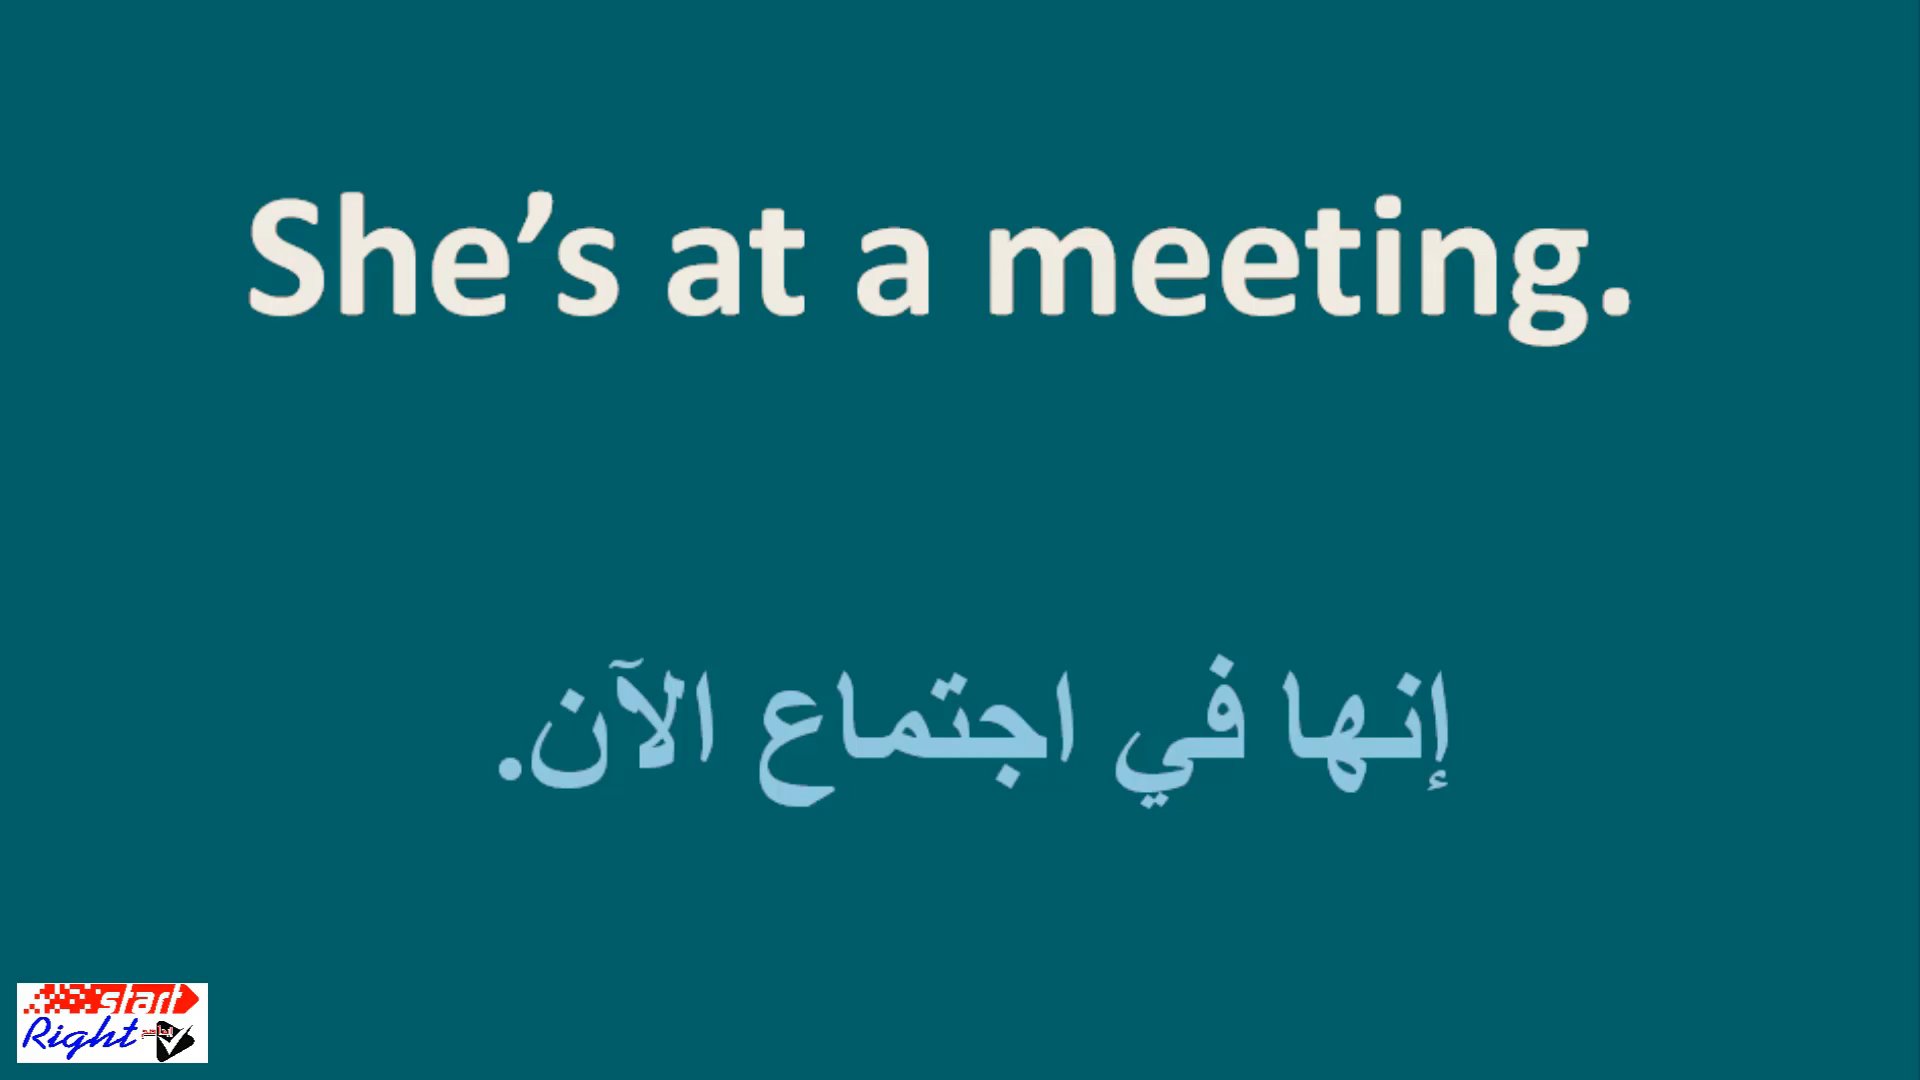 She’s at a meeting.
إنها في اجتماع الآن.
start
Right